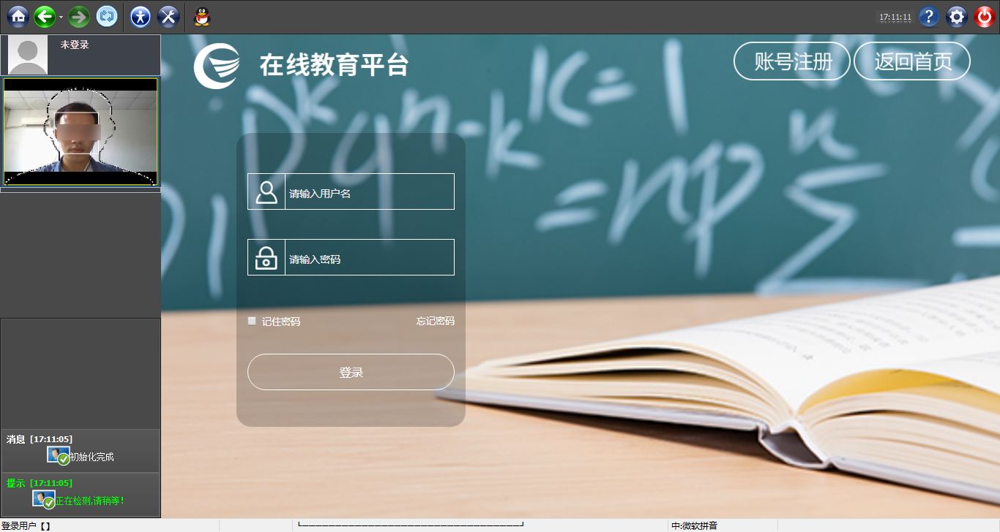 17:11:11
未登录
在线教育平台
账号注册
返回首页
pqⁿ⁻ᵏ
K=1
=np
请输入用户名
请输入密码
记住密码
忘记密码
登录
消息 [17:11:05]
初始化完成
提示 [17:11:05]
正在检测,请稍等!
登录用户【】
中:微软拼音